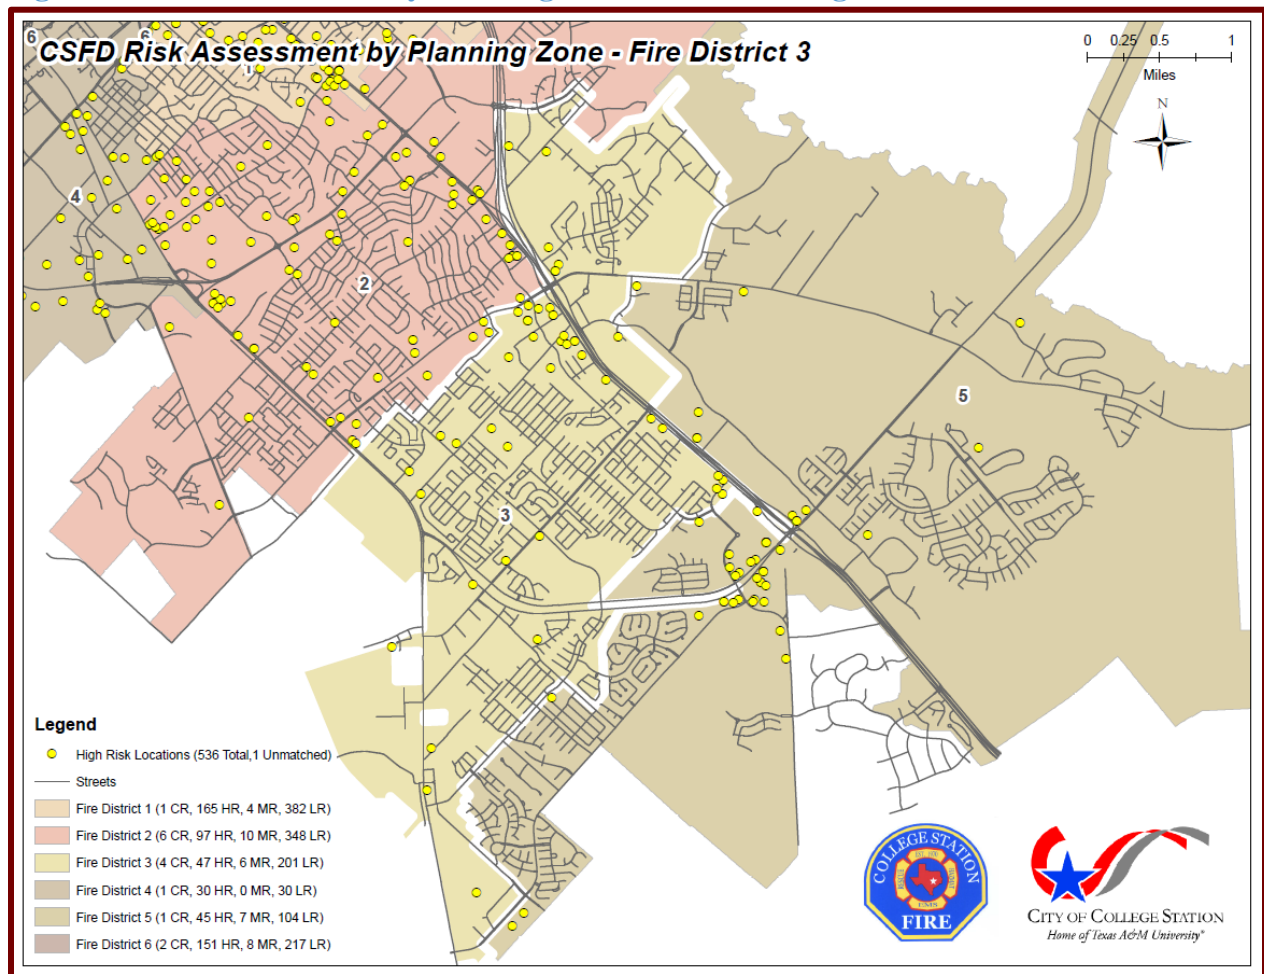 CSFD Risk Assessment by Planning Zone - Fire District 3
0 0.25 0.5 1
Miles
N
6
6
1
4
2
5
3
Legend
High Risk Locations (536 Total,1 Unmatched)
Streets
Fire District 1 (1 CR, 165 HR, 4 MR, 382 LR)
Fire District 2 (6 CR, 97 HR, 10 MR, 348 LR)
Fire District 3 (4 CR, 47 HR, 6 MR, 201 LR)
Fire District 4 (1 CR, 30 HR, 0 MR, 30 LR)
Fire District 5 (1 CR, 45 HR, 7 MR, 104 LR)
Fire District 6 (2 CR, 151 HR, 8 MR, 217 LR)
COLLEGE STATION
RESCUE
EMS
FIRE
CITY OF COLLEGE STATION
Home of Texas A&M University®